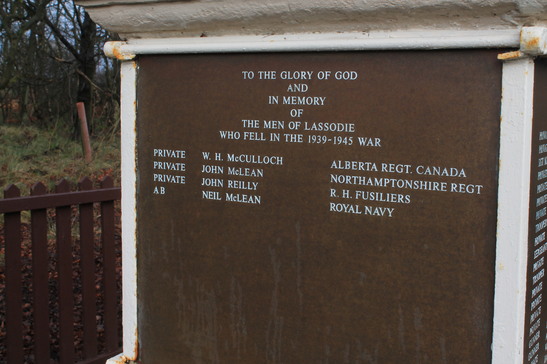 TO THE GLORY OF GOD
AND
IN MEMORY
OF
THE MEN OF LASSODIE
WHO FELL IN THE 1939-1945 WAR
PRIVATE W. H. McCULLOCH ALBERTA REGT. CANADA
PRIVATE JOHN McLEAN NORTHAMPTONSHIRE REGT
PRIVATE JOHN REILLY R. H. FUSILIERS
A B NEIL McLEAN ROYAL NAVY